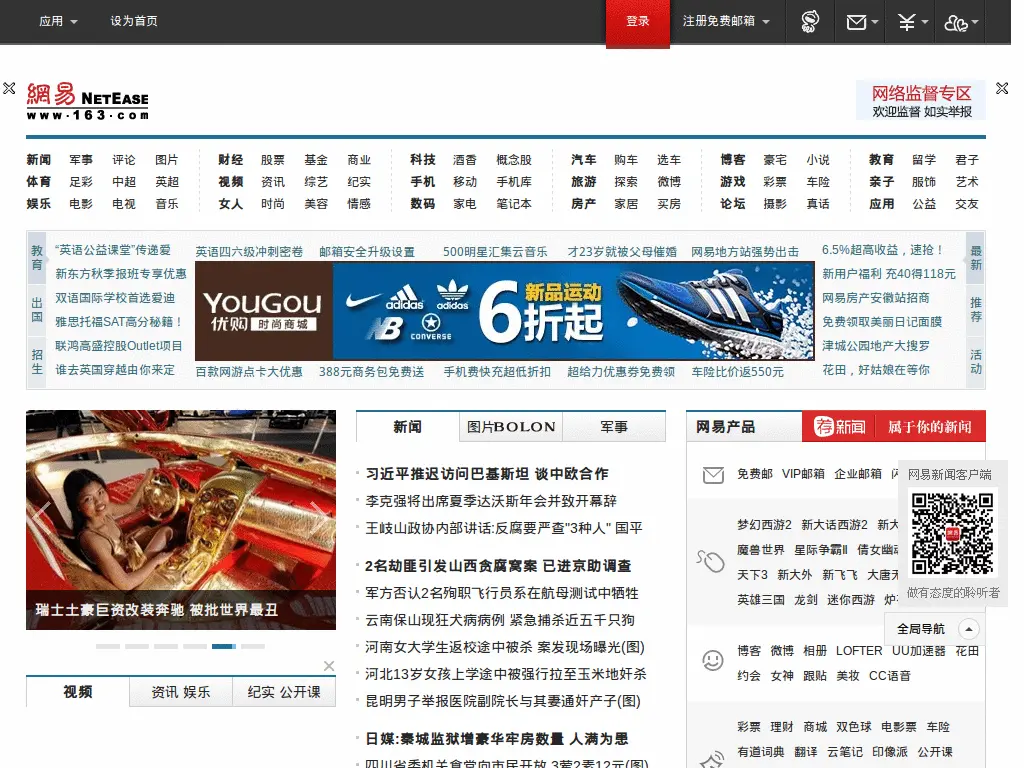 应用 设为首页 登录 注册免费邮箱
網易 NETEASE
www.163.com
网络监督专区
欢迎监督 如实举报
新闻 军事 评论 图片 财经 股票 基金 商业 科技 酒香 概念股 汽车 购车 选车 博客 豪宅 小说 教育 留学 君子
体育 足彩 中超 英超 视频 资讯 综艺 纪实 手机 移动 手机库 旅游 探索 微博 游戏 彩票 车险 亲子 服饰 艺术
娱乐 电影 电视 音乐 女人 时尚 美容 情感 数码 家电 笔记本 房产 家居 买房 论坛 摄影 真话 应用 公益 交友
教育
出国
招生
“英语公益课堂”传递爱
新东方秋季报班专享优惠
双语国际学校首选爱迪
雅思托福SAT高分秘籍！
联鸿高盛控股Outlet项目
谁去英国穿越由你来定
英语四六级冲刺密卷 邮箱安全升级设置 500明星汇集云音乐 才23岁就被父母催婚 网易地方站强势出击
YOUGOU
优购 时尚商城
adidas adidas
NB CONVERSE
6 新品运动
折起
百款网游点卡大优惠 388元商务包免费送 手机费快充超低折扣 超给力优惠券免费领 车险比价返550元
6.5%超高收益，速抢！
新用户福利 充40得118元
网易房产安徽站招商
免费领取美丽日记面膜
津城公园地产大搜罗
花田，好姑娘在等你
最新
推荐
活动
瑞士土豪巨资改装奔驰 被批世界最丑
视频 资讯 娱乐 纪实 公开课
新闻 图片BOLON 军事
习近平推迟访问巴基斯坦 谈中欧合作
李克强将出席夏季达沃斯年会并致开幕辞
王岐山政协内部讲话:反腐要严查"3种人" 国平
2名劫匪引发山西贪腐窝案 已进京助调查
军方否认2名殉职飞行员系在航母测试中牺牲
云南保山现狂犬病病例 紧急捕杀近五千只狗
河南女大学生返校途中被杀 案发现场曝光(图)
河北13岁女孩上学途中被强行拉至玉米地奸杀
昆明男子举报医院副院长与其妻通奸产子(图)
日媒:秦城监狱增豪华牢房数量 人满为患
四川省委机关食堂向市民开放 3荤2素12元(图)
网易产品 荐新闻 属于你的新闻
免费邮 VIP邮箱 企业邮箱
梦幻西游2 新大话西游2 新大
魔兽世界 星际争霸Ⅱ 倩女幽
天下3 新大外 新飞飞 大唐无
英雄三国 龙剑 迷你西游 炉
博客 微博 相册 LOFTER UU加速器 花田
约会 女神 跟贴 美妆 CC语音
彩票 理财 商城 双色球 电影票 车险
有道词典 翻译 云笔记 印像派 公开课
网易新闻客户端
做有态度的聆听者
全局导航